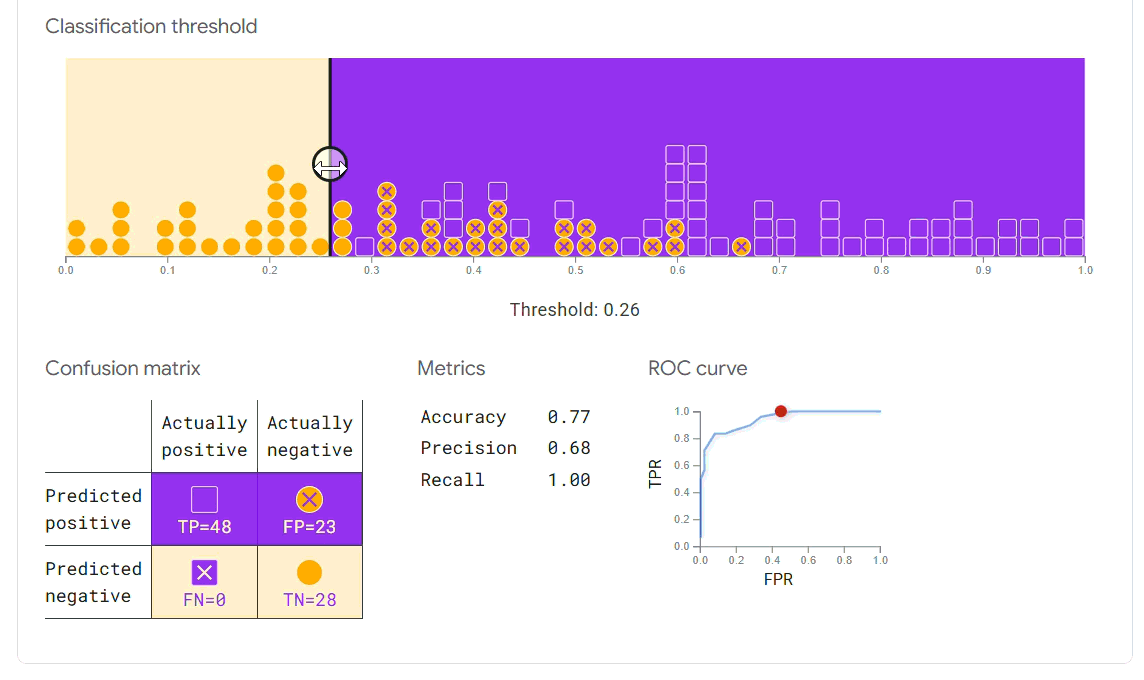 Classification threshold
0.0 0.1 0.2 0.3 0.4 0.5 0.6 0.7 0.8 0.9 1.0
Threshold: 0.26
Confusion matrix
Actually positive
Actually negative
Predicted positive
TP=48
FP=23
Predicted negative
FN=0
TN=28
Metrics
Accuracy 0.77
Precision 0.68
Recall 1.00
ROC curve
TPR
1.0
0.8
0.6
0.4
0.2
0.0
0.0 0.2 0.4 0.6 0.8 1.0
FPR